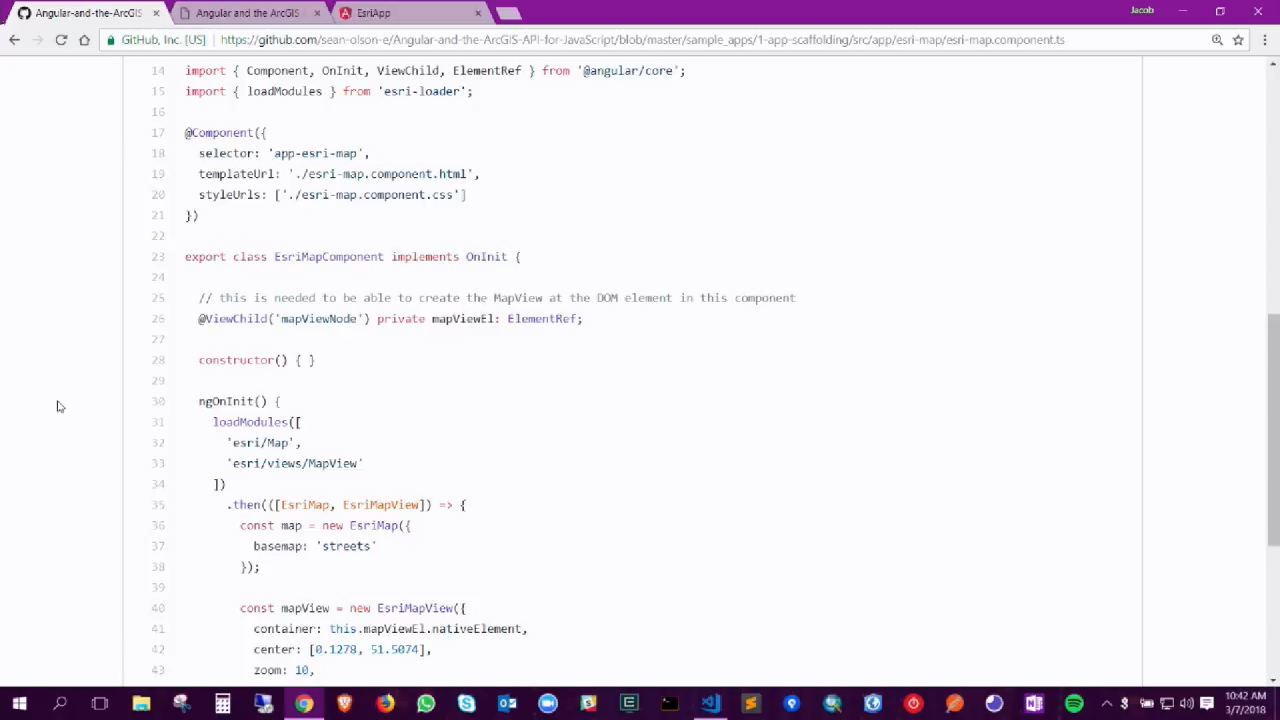 Angular-and-the-ArcGIS-
Angular and the ArcGIS
EsriApp
Jacob
GitHub, Inc. [US]
https://github.com/sean-olson-e/Angular-and-the-ArcGIS-API-for-JavaScript/blob/master/sample_apps/1-app-scaffolding/src/app/esri-map/esri-map.component.ts
14 import { Component, OnInit, ViewChild, ElementRef } from '@angular/core';
15 import { loadModules } from 'esri-loader';
16
17 @Component({
18 selector: 'app-esri-map',
19 templateUrl: './esri-map.component.html',
20 styleUrls: ['./esri-map.component.css']
21 })
22
23 export class EsriMapComponent implements OnInit {
24
25 // this is needed to be able to create the MapView at the DOM element in this component
26 @ViewChild('mapViewNode') private mapViewEl: ElementRef;
27
28 constructor() { }
29
30 ngOnInit() {
31 loadModules([
32 'esri/Map',
33 'esri/views/MapView'
34 ])
35 .then(([EsriMap, EsriMapView]) => {
36 const map = new EsriMap({
37 basemap: 'streets'
38 });
39
40 const mapView = new EsriMapView({
41 container: this.mapViewEl.nativeElement,
42 center: [0.1278, 51.5074],
43 zoom: 10,
10:42 AM
3/7/2018